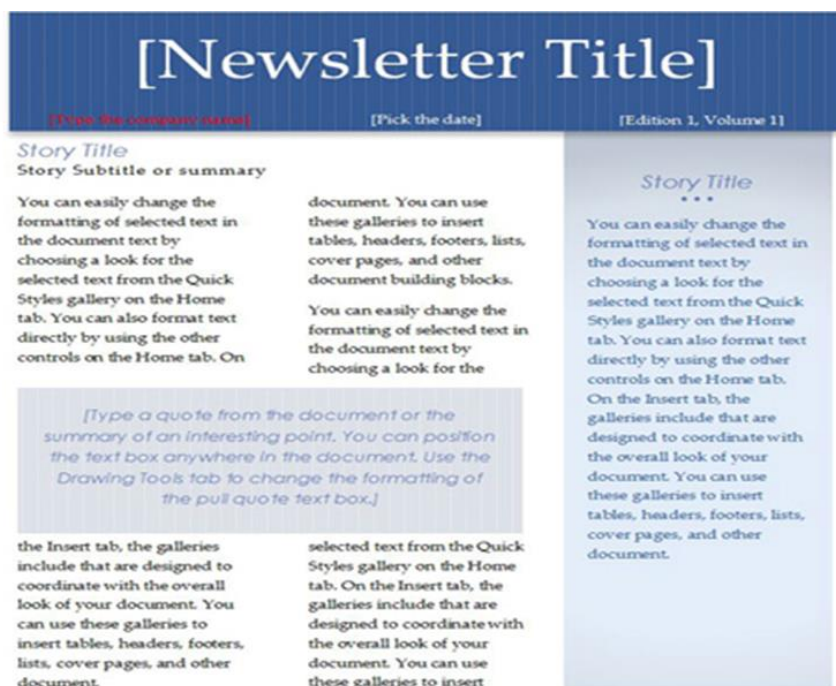 [Newsletter Title]
[Type the company name]
[Pick the date]
[Edition 1, Volume 1]
Story Title
Story Subtitle or summary
You can easily change the
formatting of selected text in
the document text by
choosing a look for the
selected text from the Quick
Styles gallery on the Home
tab. You can also format text
directly by using the other
controls on the Home tab. On
[Type a quote from the document or the
summary of an interesting point. You can position
the text box anywhere in the document. Use the
Drawing Tools tab to change the formatting of
the pull quote text box.]
the Insert tab, the galleries
include that are designed to
coordinate with the overall
look of your document. You
can use these galleries to
insert tables, headers, footers,
lists, cover pages, and other
document.
document. You can use
these galleries to insert
tables, headers, footers, lists,
cover pages, and other
document building blocks.
You can easily change the
formatting of selected text in
the document text by
choosing a look for the
selected text from the Quick
Styles gallery on the Home
tab. On the Insert tab, the
galleries include that are
designed to coordinate with
the overall look of your
document. You can use
these galleries to insert
Story Title
You can easily change the
formatting of selected text in
the document text by
choosing a look for the
selected text from the Quick
Styles gallery on the Home
tab. You can also format text
directly by using the other
controls on the Home tab.
On the Insert tab, the
galleries include that are
designed to coordinate with
the overall look of your
document. You can use
these galleries to insert
tables, headers, footers, lists,
cover pages, and other
document.